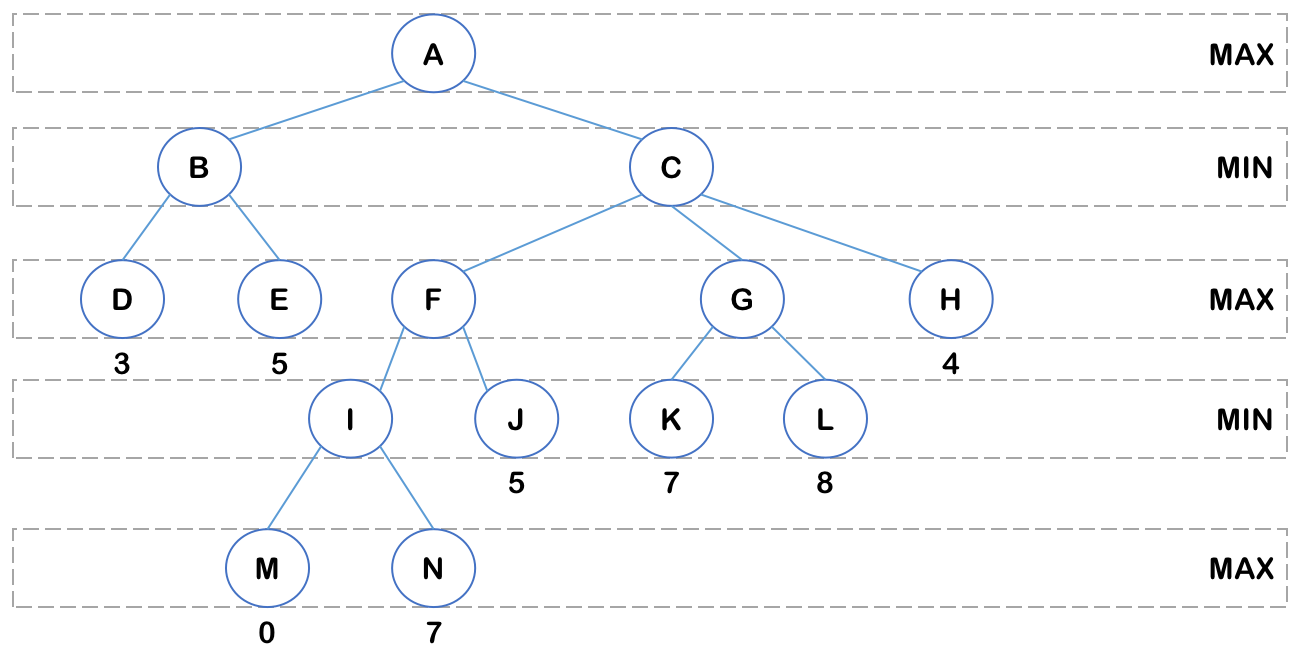 A MAX
B C MIN
D E F G H MAX
3 5 4
I J K L MIN
5 7 8
M N MAX
0 7